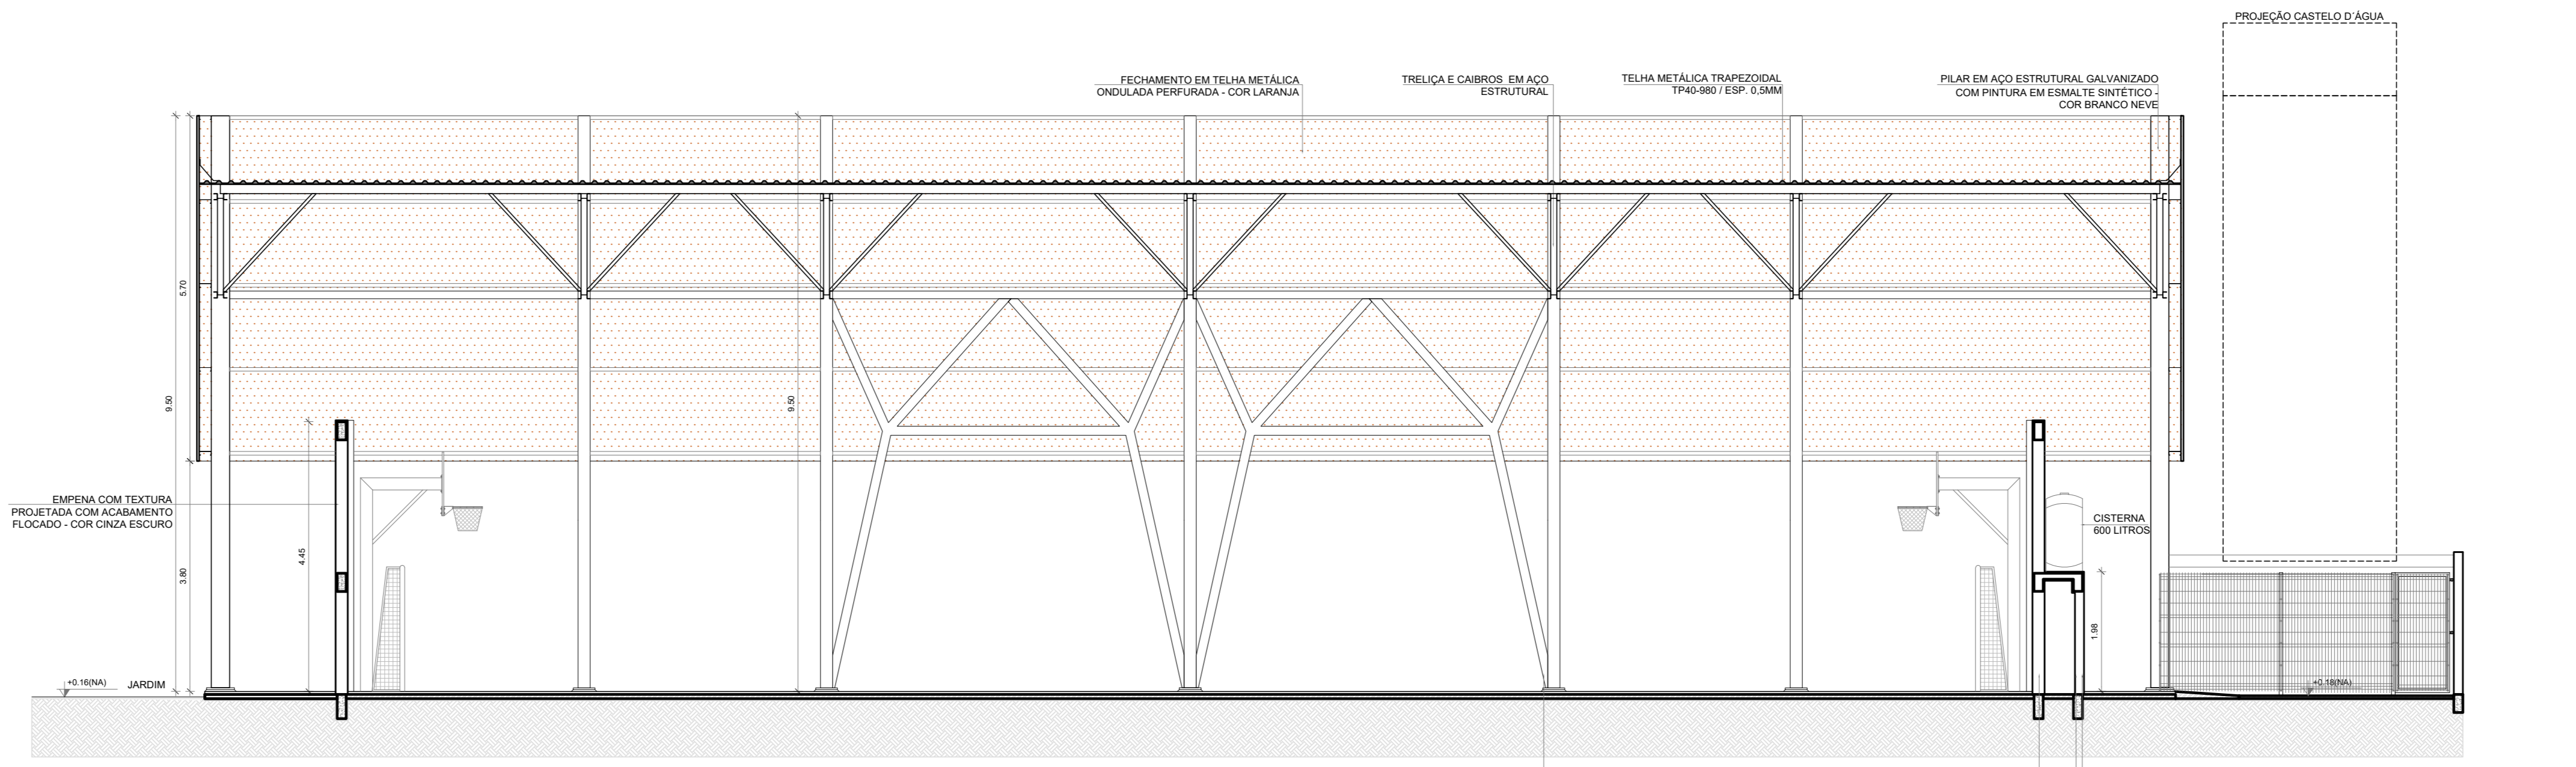 PROJEÇÃO CASTELO D´ÁGUA
FECHAMENTO EM TELHA METÁLICA
ONDULADA PERFURADA - COR LARANJA
TRELIÇA E CAIBROS EM AÇO
ESTRUTURAL
TELHA METÁLICA TRAPEZOIDAL
TP40-980 / ESP. 0,5MM
PILAR EM AÇO ESTRUTURAL GALVANIZADO
COM PINTURA EM ESMALTE SINTÉTICO -
COR BRANCO NEVE
5.70
9.50
9.50
EMPENA COM TEXTURA
PROJETADA COM ACABAMENTO
FLOCADO - COR CINZA ESCURO
4.45
3.80
CISTERNA
600 LITROS
1.98
+0.16(NA)
JARDIM
+0.18(NA)